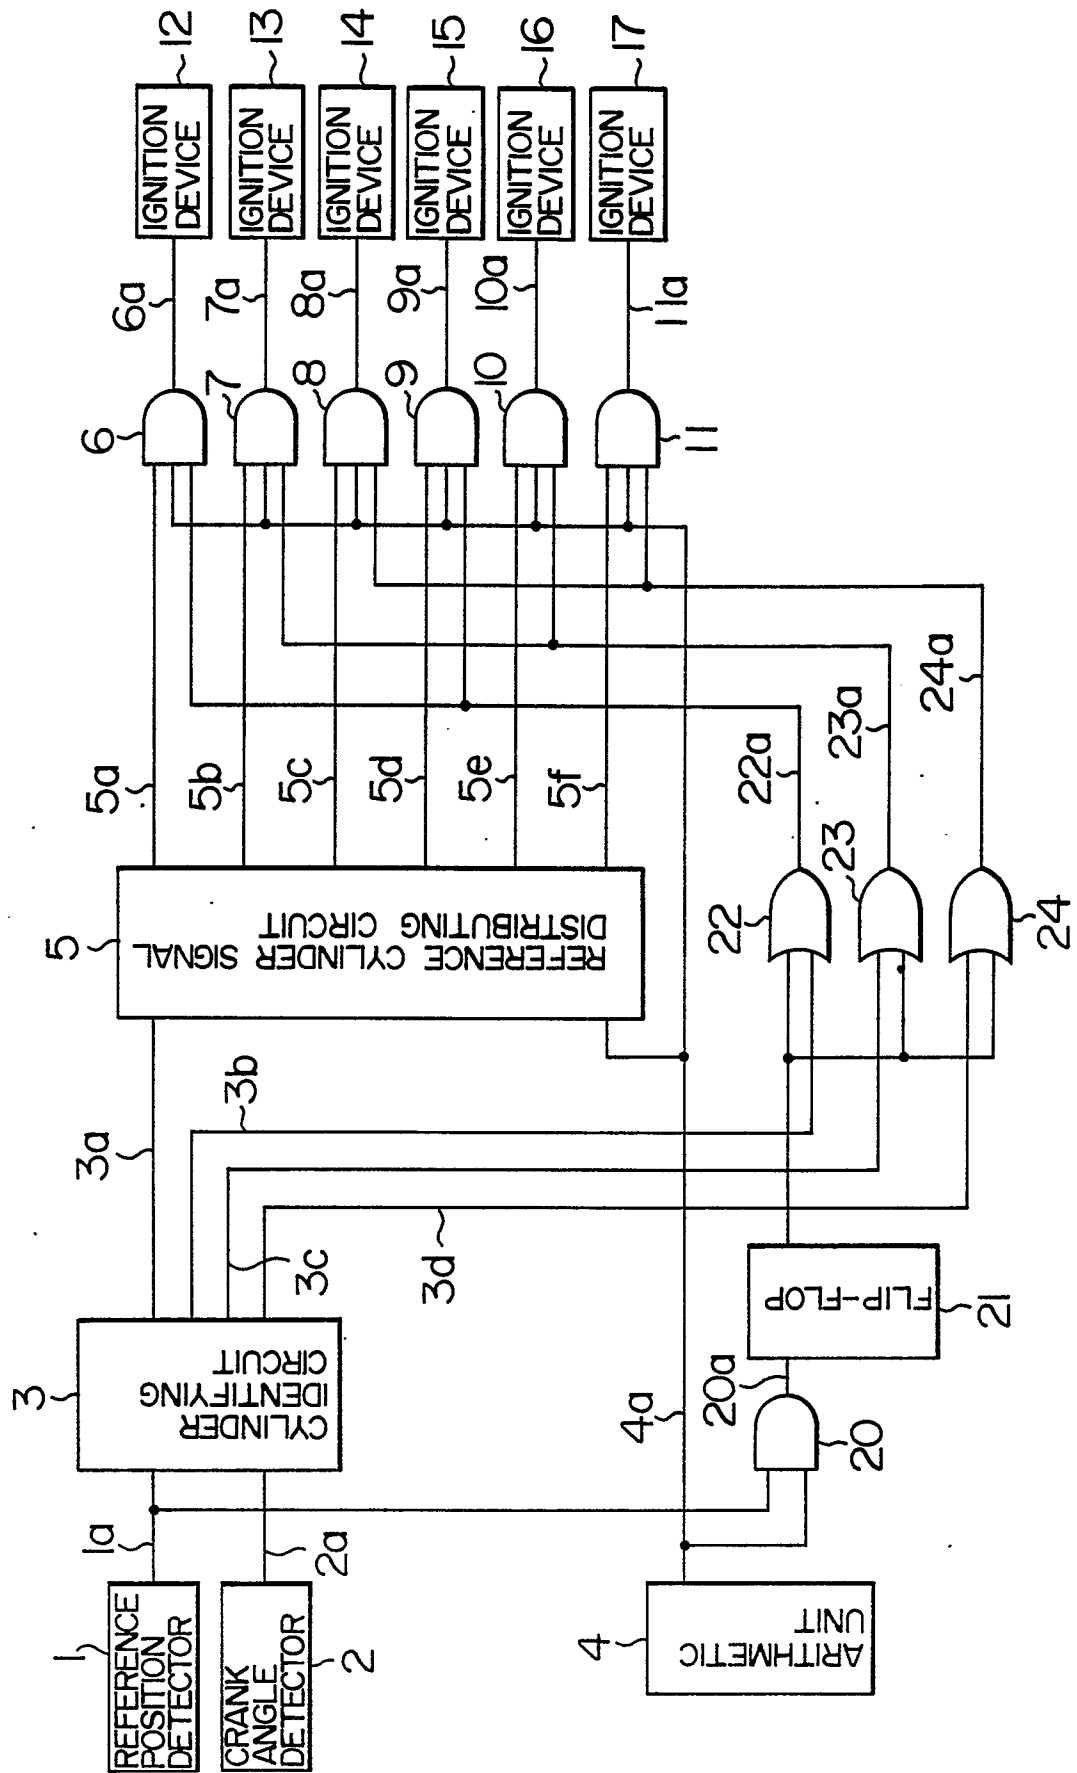 1
REFERENCE
POSITION
DETECTOR
1a
2
CRANK
ANGLE
DETECTOR
2a
3
CYLINDER
IDENTIFYING
CIRCUIT
3a
3b
3c
3d
4
ARITHMETIC
UNIT
4a
5
REFERENCE CYLINDER SIGNAL
DISTRIBUTING CIRCUIT
5a
5b
5c
5d
5e
5f
20
20a
21
FLIP-FLOP
22
22a
23
23a
24
24a
6
6a
7
7a
8
8a
9
9a
10
10a
11
11a
IGNITION
DEVICE
12
IGNITION
DEVICE
13
IGNITION
DEVICE
14
IGNITION
DEVICE
15
IGNITION
DEVICE
16
IGNITION
DEVICE
17